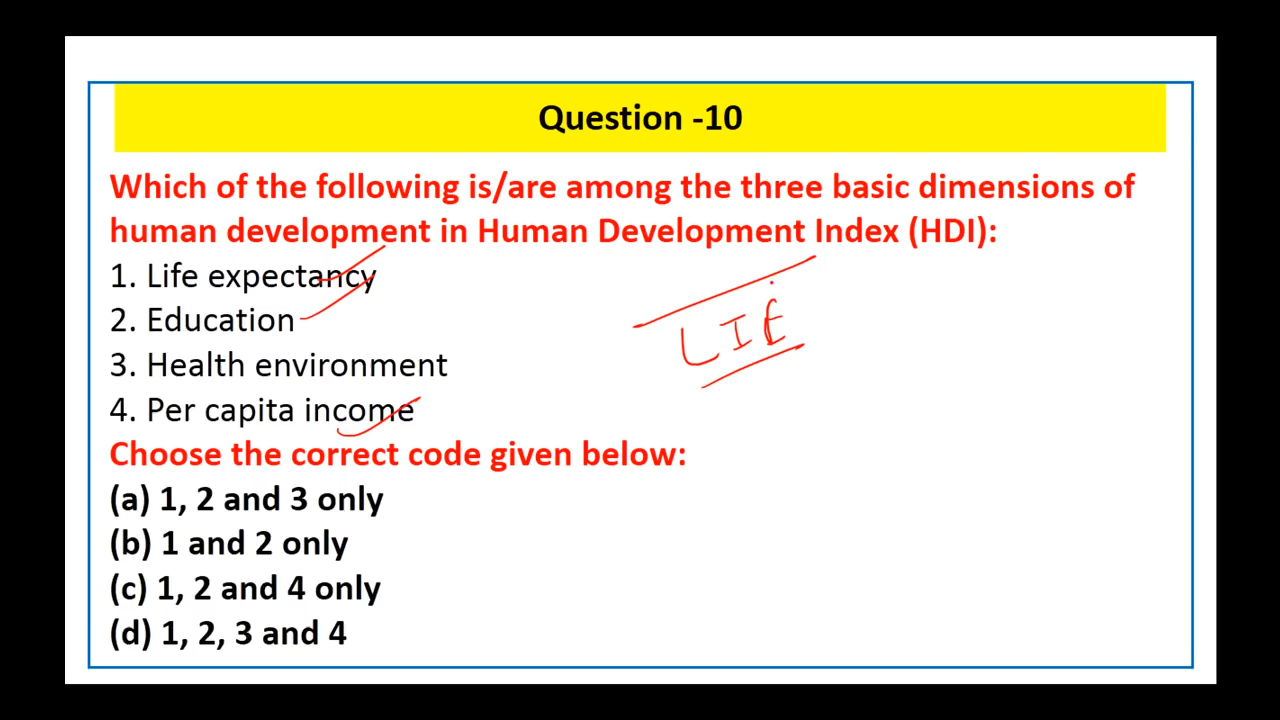 Question -10
Which of the following is/are among the three basic dimensions of
human development in Human Development Index (HDI):
1. Life expectancy
2. Education
3. Health environment
4. Per capita income
LIE
Choose the correct code given below:
(a) 1, 2 and 3 only
(b) 1 and 2 only
(c) 1, 2 and 4 only
(d) 1, 2, 3 and 4